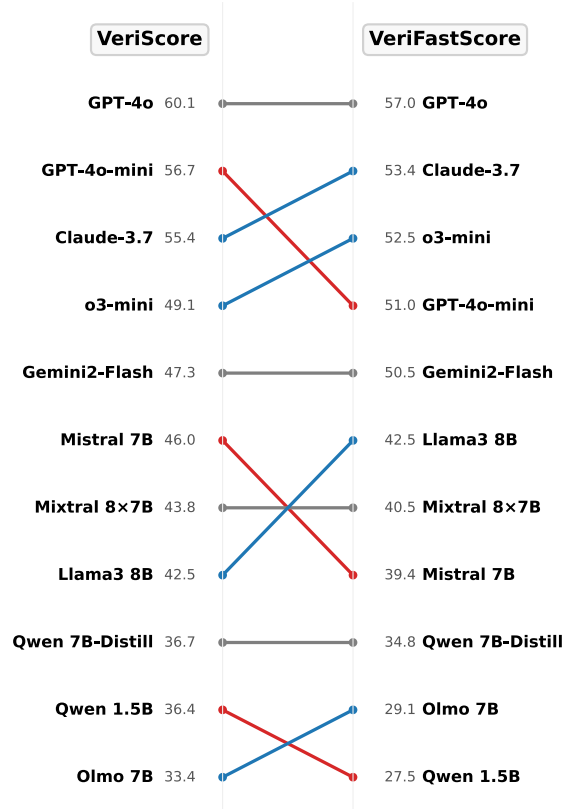 VeriScore VeriFastScore
GPT-4o 60.1 57.0 GPT-4o
GPT-4o-mini 56.7 53.4 Claude-3.7
Claude-3.7 55.4 52.5 o3-mini
o3-mini 49.1 51.0 GPT-4o-mini
Gemini2-Flash 47.3 50.5 Gemini2-Flash
Mistral 7B 46.0 42.5 Llama3 8B
Mixtral 8×7B 43.8 40.5 Mixtral 8×7B
Llama3 8B 42.5 39.4 Mistral 7B
Qwen 7B-Distill 36.7 34.8 Qwen 7B-Distill
Qwen 1.5B 36.4 29.1 Olmo 7B
Olmo 7B 33.4 27.5 Qwen 1.5B